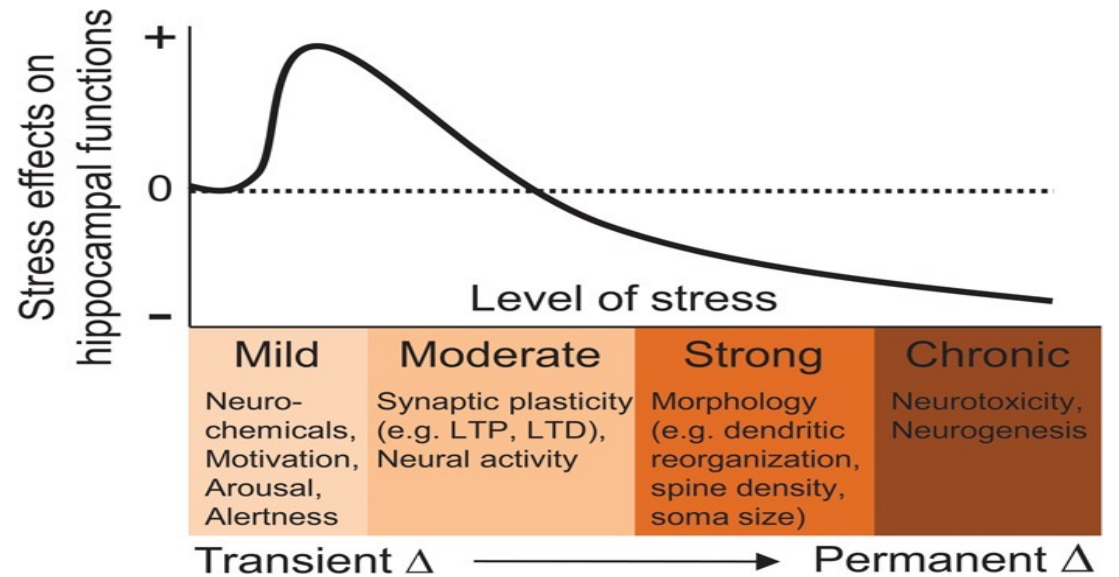 Stress effects on
hippocampal functions
+
0
-
Level of stress
Mild
Neuro-
chemicals,
Motivation,
Arousal,
Alertness
Moderate
Synaptic plasticity
(e.g. LTP, LTD),
Neural activity
Strong
Morphology
(e.g. dendritic
reorganization,
spine density,
soma size)
Chronic
Neurotoxicity,
Neurogenesis
Transient Δ
Permanent Δ